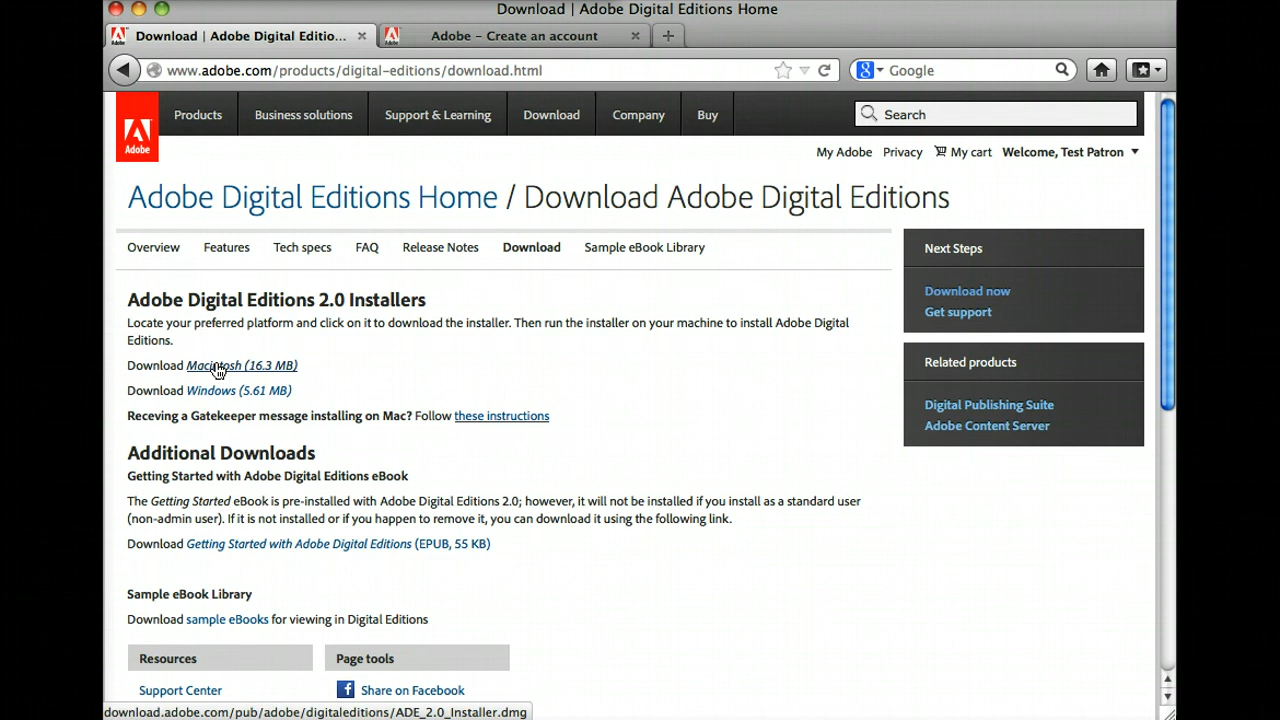 Download | Adobe Digital Editions Home
Download | Adobe Digital Editio...
Adobe - Create an account
www.adobe.com/products/digital-editions/download.html
Google
Adobe
Products
Business solutions
Support & Learning
Download
Company
Buy
Search
My Adobe
Privacy
My cart
Welcome, Test Patron
Adobe Digital Editions Home / Download Adobe Digital Editions
Overview
Features
Tech specs
FAQ
Release Notes
Download
Sample eBook Library
Adobe Digital Editions 2.0 Installers
Locate your preferred platform and click on it to download the installer. Then run the installer on your machine to install Adobe Digital
Editions.
Download Macintosh (16.3 MB)
Download Windows (5.61 MB)
Receving a Gatekeeper message installing on Mac? Follow these instructions
Additional Downloads
Getting Started with Adobe Digital Editions eBook
The Getting Started eBook is pre-installed with Adobe Digital Editions 2.0; however, it will not be installed if you install as a standard user
(non-admin user). If it is not installed or if you happen to remove it, you can download it using the following link.
Download Getting Started with Adobe Digital Editions (EPUB, 55 KB)
Sample eBook Library
Download sample eBooks for viewing in Digital Editions
Resources
Support Center
Page tools
Share on Facebook
Next Steps
Download now
Get support
Related products
Digital Publishing Suite
Adobe Content Server
download.adobe.com/pub/adobe/digitaleditions/ADE_2.0_Installer.dmg